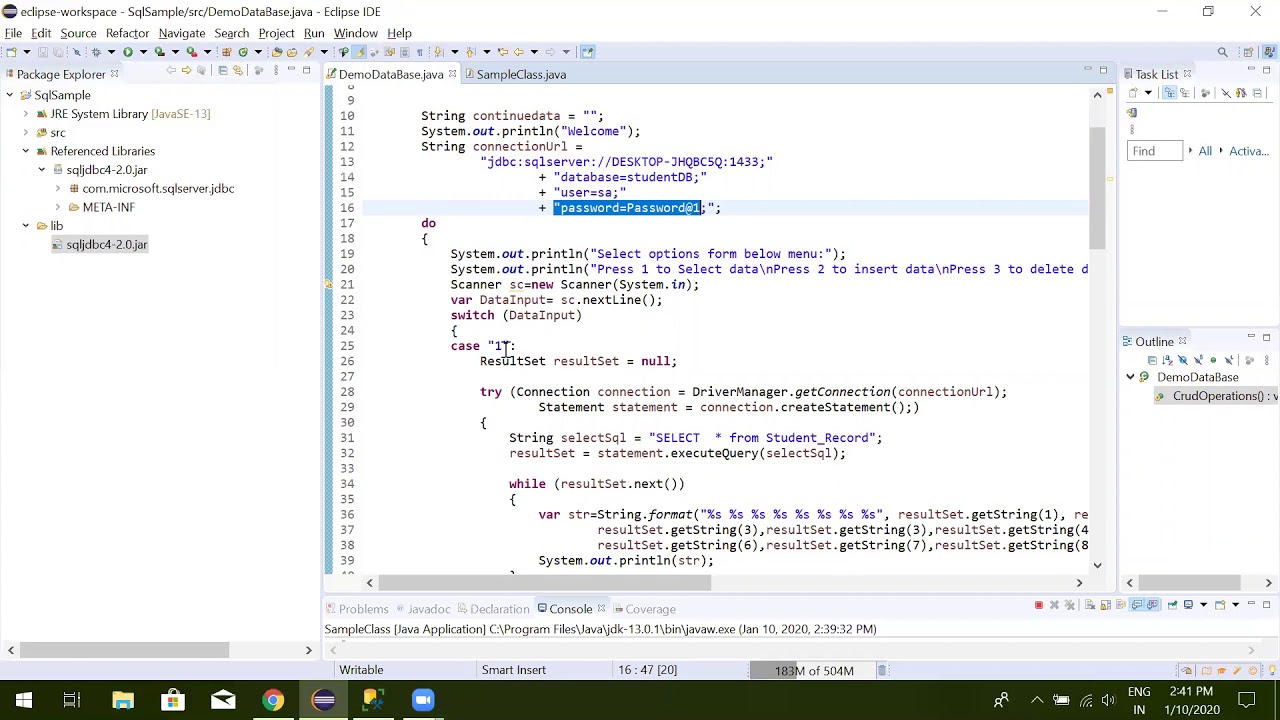 eclipse-workspace - SqlSample/src/DemoDataBase.java - Eclipse IDE
File Edit Source Refactor Navigate Search Project Run Window Help
Package Explorer
DemoDataBase.java SampleClass.java
Task List
SqlSample
JRE System Library [JavaSE-13]
src
Referenced Libraries
sqljdbc4-2.0.jar
com.microsoft.sqlserver.jdbc
META-INF
lib
sqljdbc4-2.0.jar
9
10 String continuedata = "";
11 System.out.println("Welcome");
12 String connectionUrl =
13 "jdbc:sqlserver://DESKTOP-JHQBC5Q:1433;"
14 + "database=studentDB;"
15 + "user=sa;"
16 + "password=Password@1;";
17 do
18 {
19 System.out.println("Select options form below menu:");
20 System.out.println("Press 1 to Select data\nPress 2 to insert data\nPress 3 to delete d
21 Scanner sc=new Scanner(System.in);
22 var DataInput= sc.nextLine();
23 switch (DataInput)
24 {
25 case "1":
26 ResultSet resultSet = null;
27
28 try (Connection connection = DriverManager.getConnection(connectionUrl);
29 Statement statement = connection.createStatement();)
30 {
31 String selectSql = "SELECT * from Student_Record";
32 resultSet = statement.executeQuery(selectSql);
33
34 while (resultSet.next())
35 {
36 var str=String.format("%s %s %s %s %s %s %s %s", resultSet.getString(1), re
37 resultSet.getString(3),resultSet.getString(3),resultSet.getString(4
38 resultSet.getString(6),resultSet.getString(7),resultSet.getString(8
39 System.out.println(str);
Find All Activa...
Outline
DemoDataBase
CrudOperations() : v
Problems Javadoc Declaration Console Coverage
SampleClass [Java Application] C:\Program Files\Java\jdk-13.0.1\bin\javaw.exe (Jan 10, 2020, 2:39:32 PM)
Writable Smart Insert 16 : 47 [20] 183M of 504M
ENG 2:41 PM
IN 1/10/2020